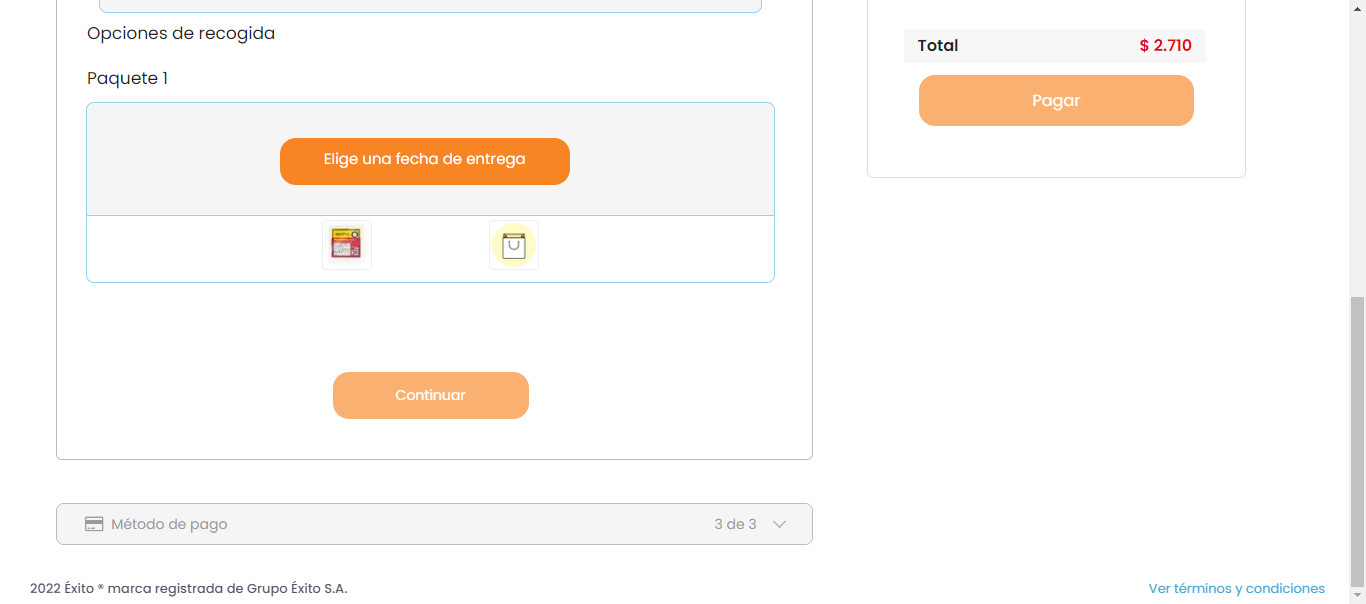 Opciones de recogida
Paquete 1
Elige una fecha de entrega
Continuar
Método de pago
3 de 3
Total
$ 2.710
Pagar
2022 Éxito ® marca registrada de Grupo Éxito S.A.
Ver términos y condiciones